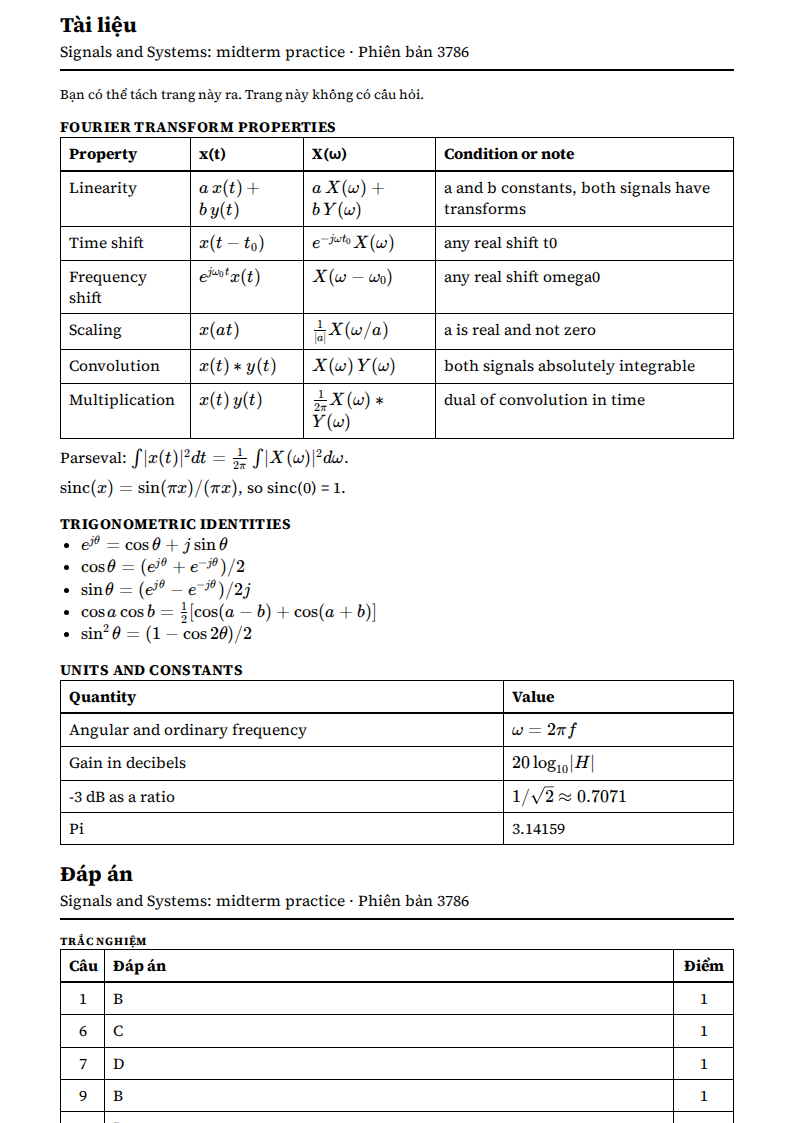 Tài liệu
Signals and Systems: midterm practice · Phiên bản 3786
Bạn có thể tách trang này ra. Trang này không có câu hỏi.
FOURIER TRANSFORM PROPERTIES
Property x(t) X(ω) Condition or note
Linearity a x(t) + b y(t) a X(ω) + b Y(ω) a and b constants, both signals have transforms
Time shift x(t − t₀) e^{−jωt₀} X(ω) any real shift t0
Frequency shift e^{jω₀t}x(t) X(ω − ω₀) any real shift omega0
Scaling x(at) 1/|a| X(ω/a) a is real and not zero
Convolution x(t) ∗ y(t) X(ω) Y(ω) both signals absolutely integrable
Multiplication x(t) y(t) 1/2π X(ω) ∗ Y(ω) dual of convolution in time
Parseval: ∫|x(t)|²dt = 1/2π ∫|X(ω)|²dω.
sinc(x) = sin(πx)/(πx), so sinc(0) = 1.
TRIGONOMETRIC IDENTITIES
• e^{jθ} = cos θ + j sin θ
• cos θ = (e^{jθ} + e^{−jθ})/2
• sin θ = (e^{jθ} − e^{−jθ})/2j
• cos a cos b = 1/2[cos(a − b) + cos(a + b)]
• sin² θ = (1 − cos 2θ)/2
UNITS AND CONSTANTS
Quantity Value
Angular and ordinary frequency ω = 2πf
Gain in decibels 20 log₁₀|H|
-3 dB as a ratio 1/√2 ≈ 0.7071
Pi 3.14159
Đáp án
Signals and Systems: midterm practice · Phiên bản 3786
TRẮC NGHIỆM
Câu Đáp án Điểm
1 B 1
6 C 1
7 D 1
9 B 1